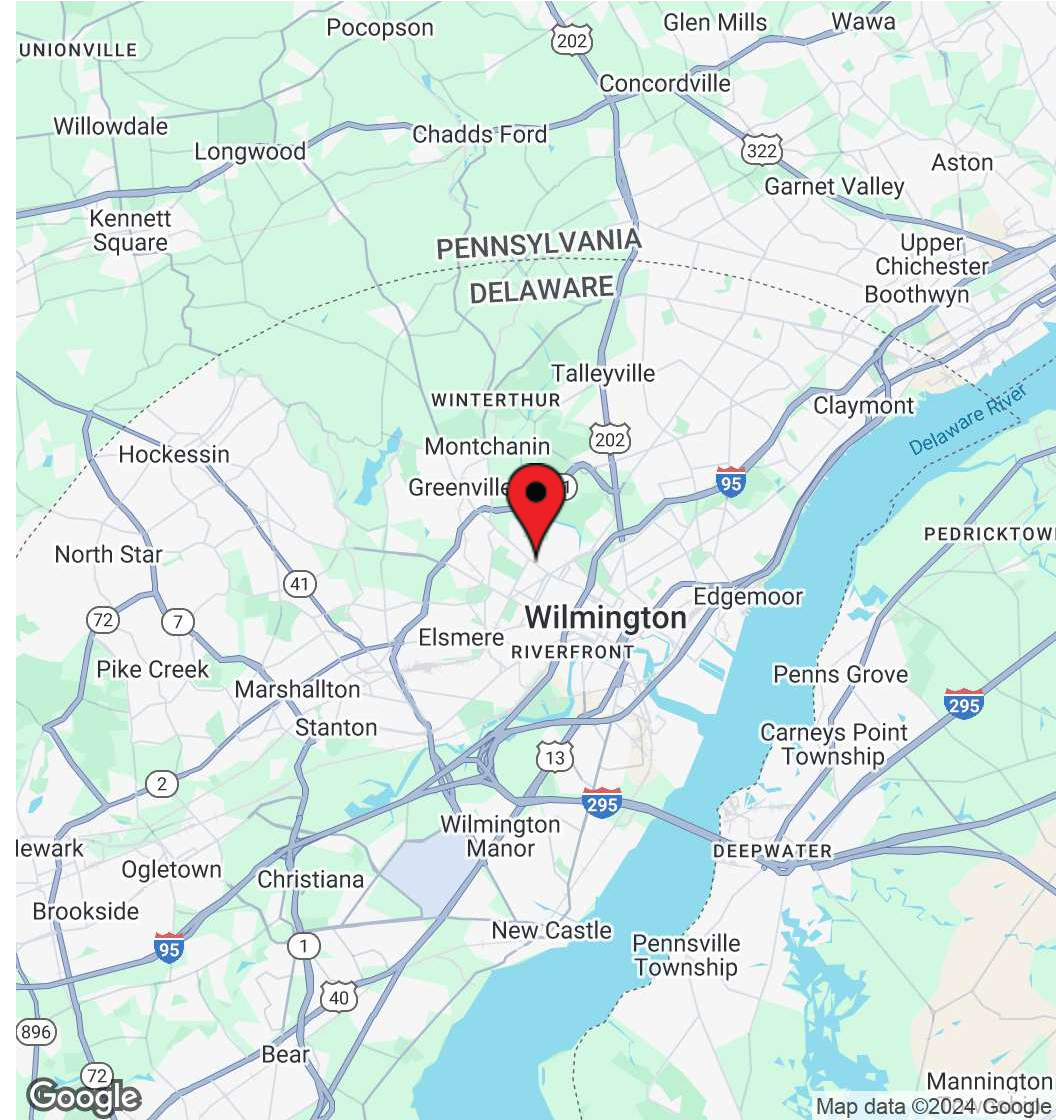 Pocopson
Glen Mills
Wawa
UNIONVILLE
202
Concordville
Willowdale
Chadds Ford
Longwood
322
Aston
Garnet Valley
Kennett
Square
PENNSYLVANIA
Upper
Chichester
DELAWARE
Boothwyn
Talleyville
WINTERTHUR
Claymont
Delaware River
202
Montchanin
Hockessin
Greenville
95
PEDRICKTOWN
North Star
41
Edgemoor
72
7
Wilmington
Elsmere
RIVERFRONT
Pike Creek
Penns Grove
Marshallton
295
Stanton
Carneys Point
Township
13
2
295
Wilmington
Manor
DEEPWATER
lewark
Ogletown
Christiana
Brookside
New Castle
95
1
Pennsville
Township
40
896
Bear
72
Mannington
Google
Map data ©2024 Google